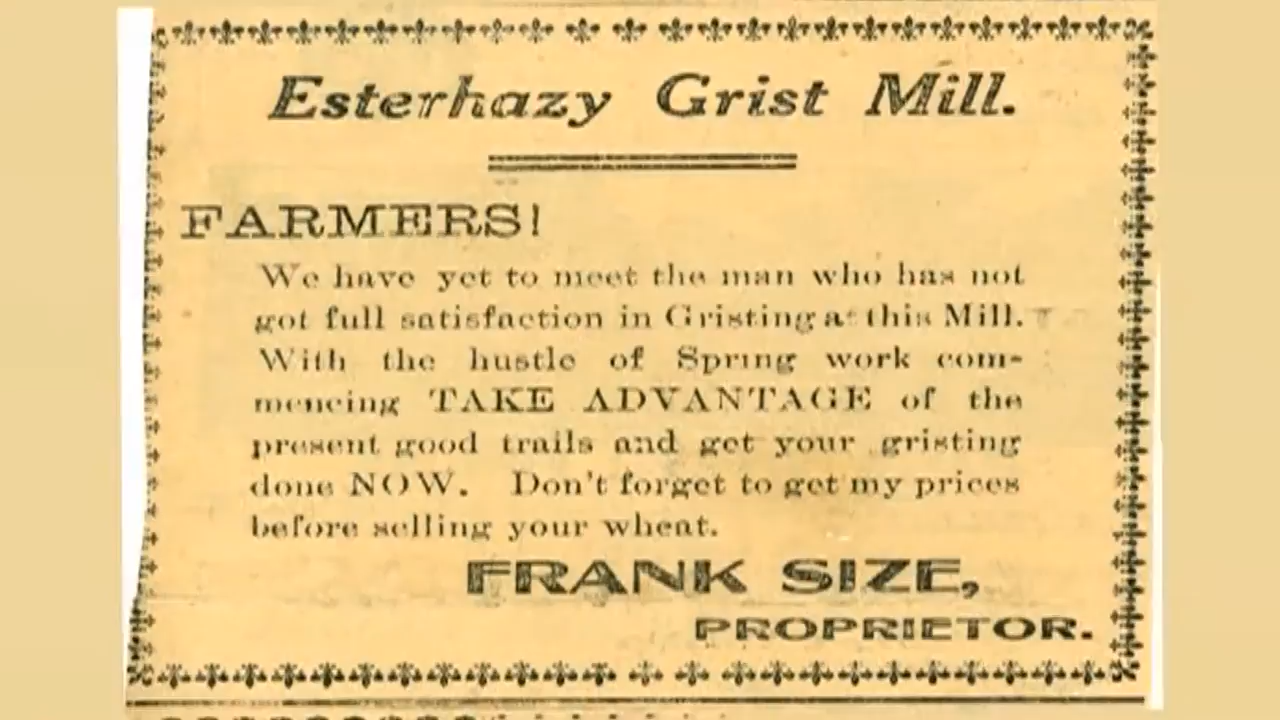 Esterhazy Grist Mill.
FARMERS!
We have yet to meet the man who has not
got full satisfaction in Gristing at this Mill.
With the hustle of Spring work com-
mencing TAKE ADVANTAGE of the
present good trails and get your gristing
done NOW. Don't forget to get my prices
before selling your wheat.
FRANK SIZE,
PROPRIETOR.